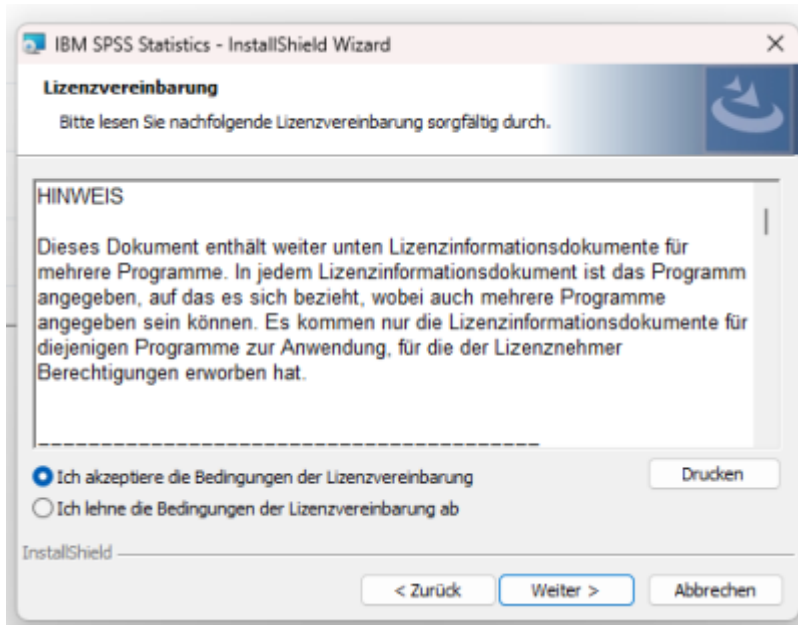 IBM SPSS Statistics - InstallShield Wizard
Lizenzvereinbarung
Bitte lesen Sie nachfolgende Lizenzvereinbarung sorgfältig durch.
HINWEIS
Dieses Dokument enthält weiter unten Lizenzinformationsdokumente für
mehrere Programme. In jedem Lizenzinformationsdokument ist das Programm
angegeben, auf das es sich bezieht, wobei auch mehrere Programme
angegeben sein können. Es kommen nur die Lizenzinformationsdokumente für
diejenigen Programme zur Anwendung, für die der Lizenznehmer
Berechtigungen erworben hat.
Ich akzeptiere die Bedingungen der Lizenzvereinbarung
Drucken
Ich lehne die Bedingungen der Lizenzvereinbarung ab
InstallShield
< Zurück
Weiter >
Abbrechen